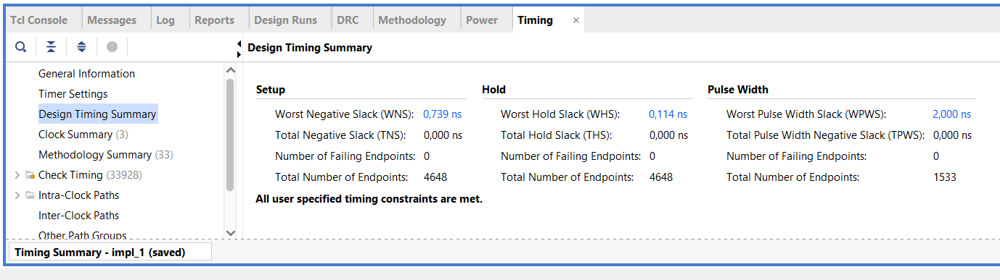 Tcl Console Messages Log Reports Design Runs DRC Methodology Power Timing ×
Design Timing Summary
General Information
Timer Settings
Design Timing Summary
Clock Summary (3)
Methodology Summary (33)
Check Timing (33928)
Intra-Clock Paths
Inter-Clock Paths
Other Path Groups
Setup Hold Pulse Width
Worst Negative Slack (WNS): 0,739 ns Worst Hold Slack (WHS): 0,114 ns Worst Pulse Width Slack (WPWS): 2,000 ns
Total Negative Slack (TNS): 0,000 ns Total Hold Slack (THS): 0,000 ns Total Pulse Width Negative Slack (TPWS): 0,000 ns
Number of Failing Endpoints: 0 Number of Failing Endpoints: 0 Number of Failing Endpoints: 0
Total Number of Endpoints: 4648 Total Number of Endpoints: 4648 Total Number of Endpoints: 1533
All user specified timing constraints are met.
Timing Summary - impl_1 (saved)